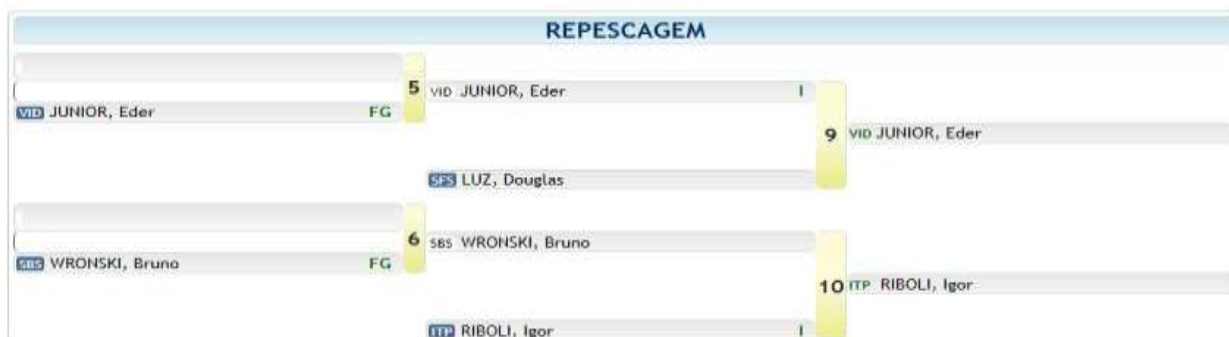 REPESCAGEM
5
VID JUNIOR, Eder I
VID JUNIOR, Eder FG
9
VID JUNIOR, Eder
SFS LUZ, Douglas
6
SBS WRONSKI, Bruno
SBS WRONSKI, Bruno FG
10
ITP RIBOLI, Igor
ITP RIBOLI, Igor I